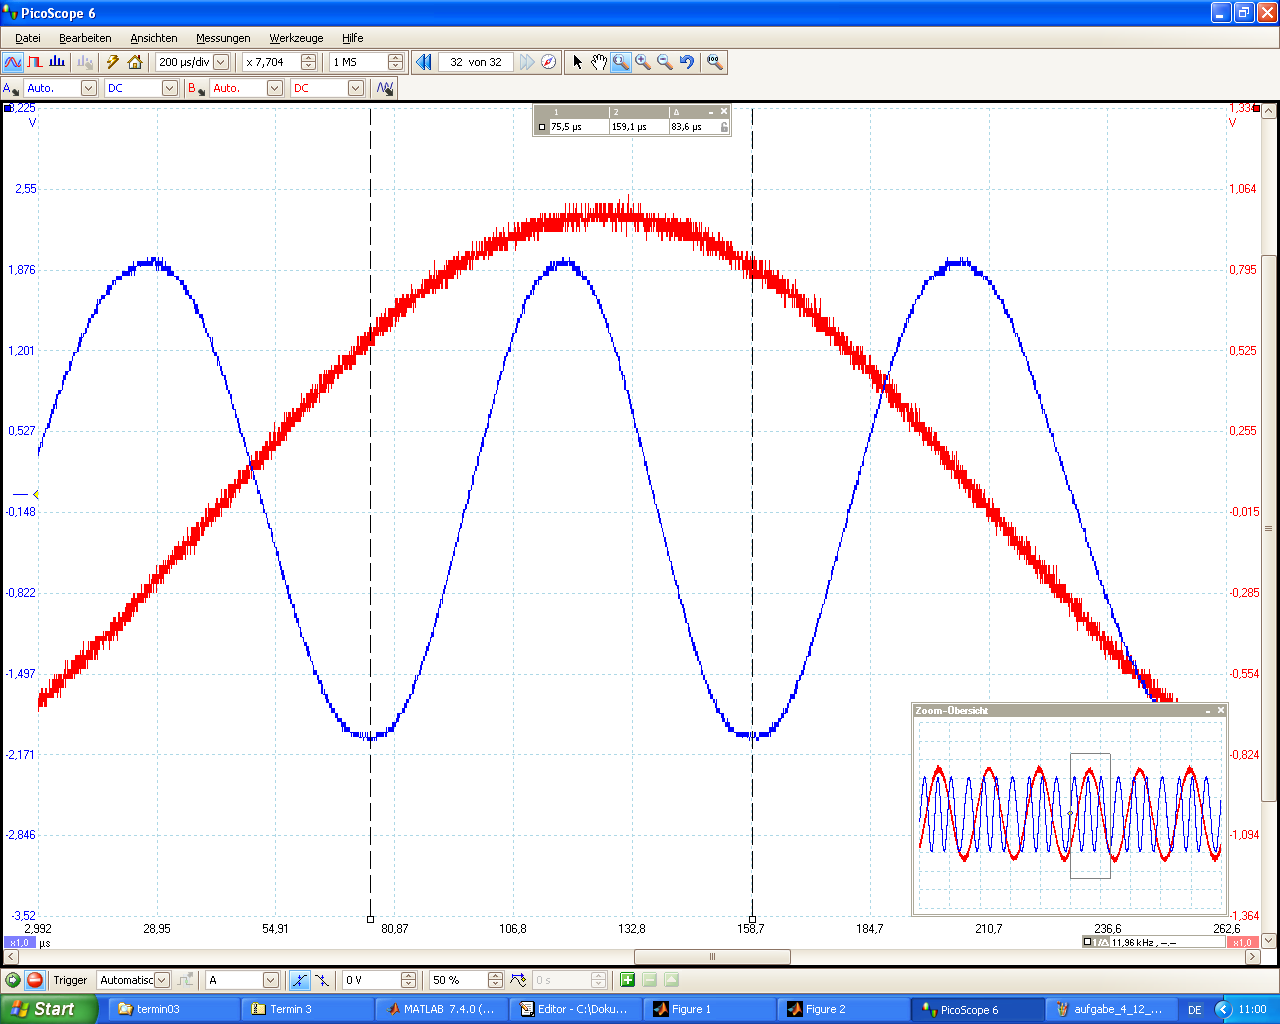 PicoScope 6
Datei Bearbeiten Ansichten Messungen Werkzeuge Hilfe
200 µs/div x 7,704 1 MS 32 von 32
A Auto. DC B Auto. DC
3,225 1,334
V V
1 2 Δ
75,5 µs 159,1 µs 83,6 µs
2,55 1,064
1,876 0,795
1,201 0,525
0,527 0,255
-0,148 -0,015
-0,822 -0,285
-1,497 -0,554
Zoom-Übersicht
-2,171 -0,824
-2,846 -1,094
-3,52 -1,364
2,992 28,95 54,91 80,87 106,8 132,8 158,7 184,7 210,7 236,6 262,6
x1,0 µs 1/Δ 11,96 kHz , --,-- x1,0
Trigger Automatisc A 0 V 50 % 0 s
Start termin03 Termin 3 MATLAB 7.4.0 (... Editor - C:\Doku... Figure 1 Figure 2 PicoScope 6 aufgabe_4_12_... DE 11:00